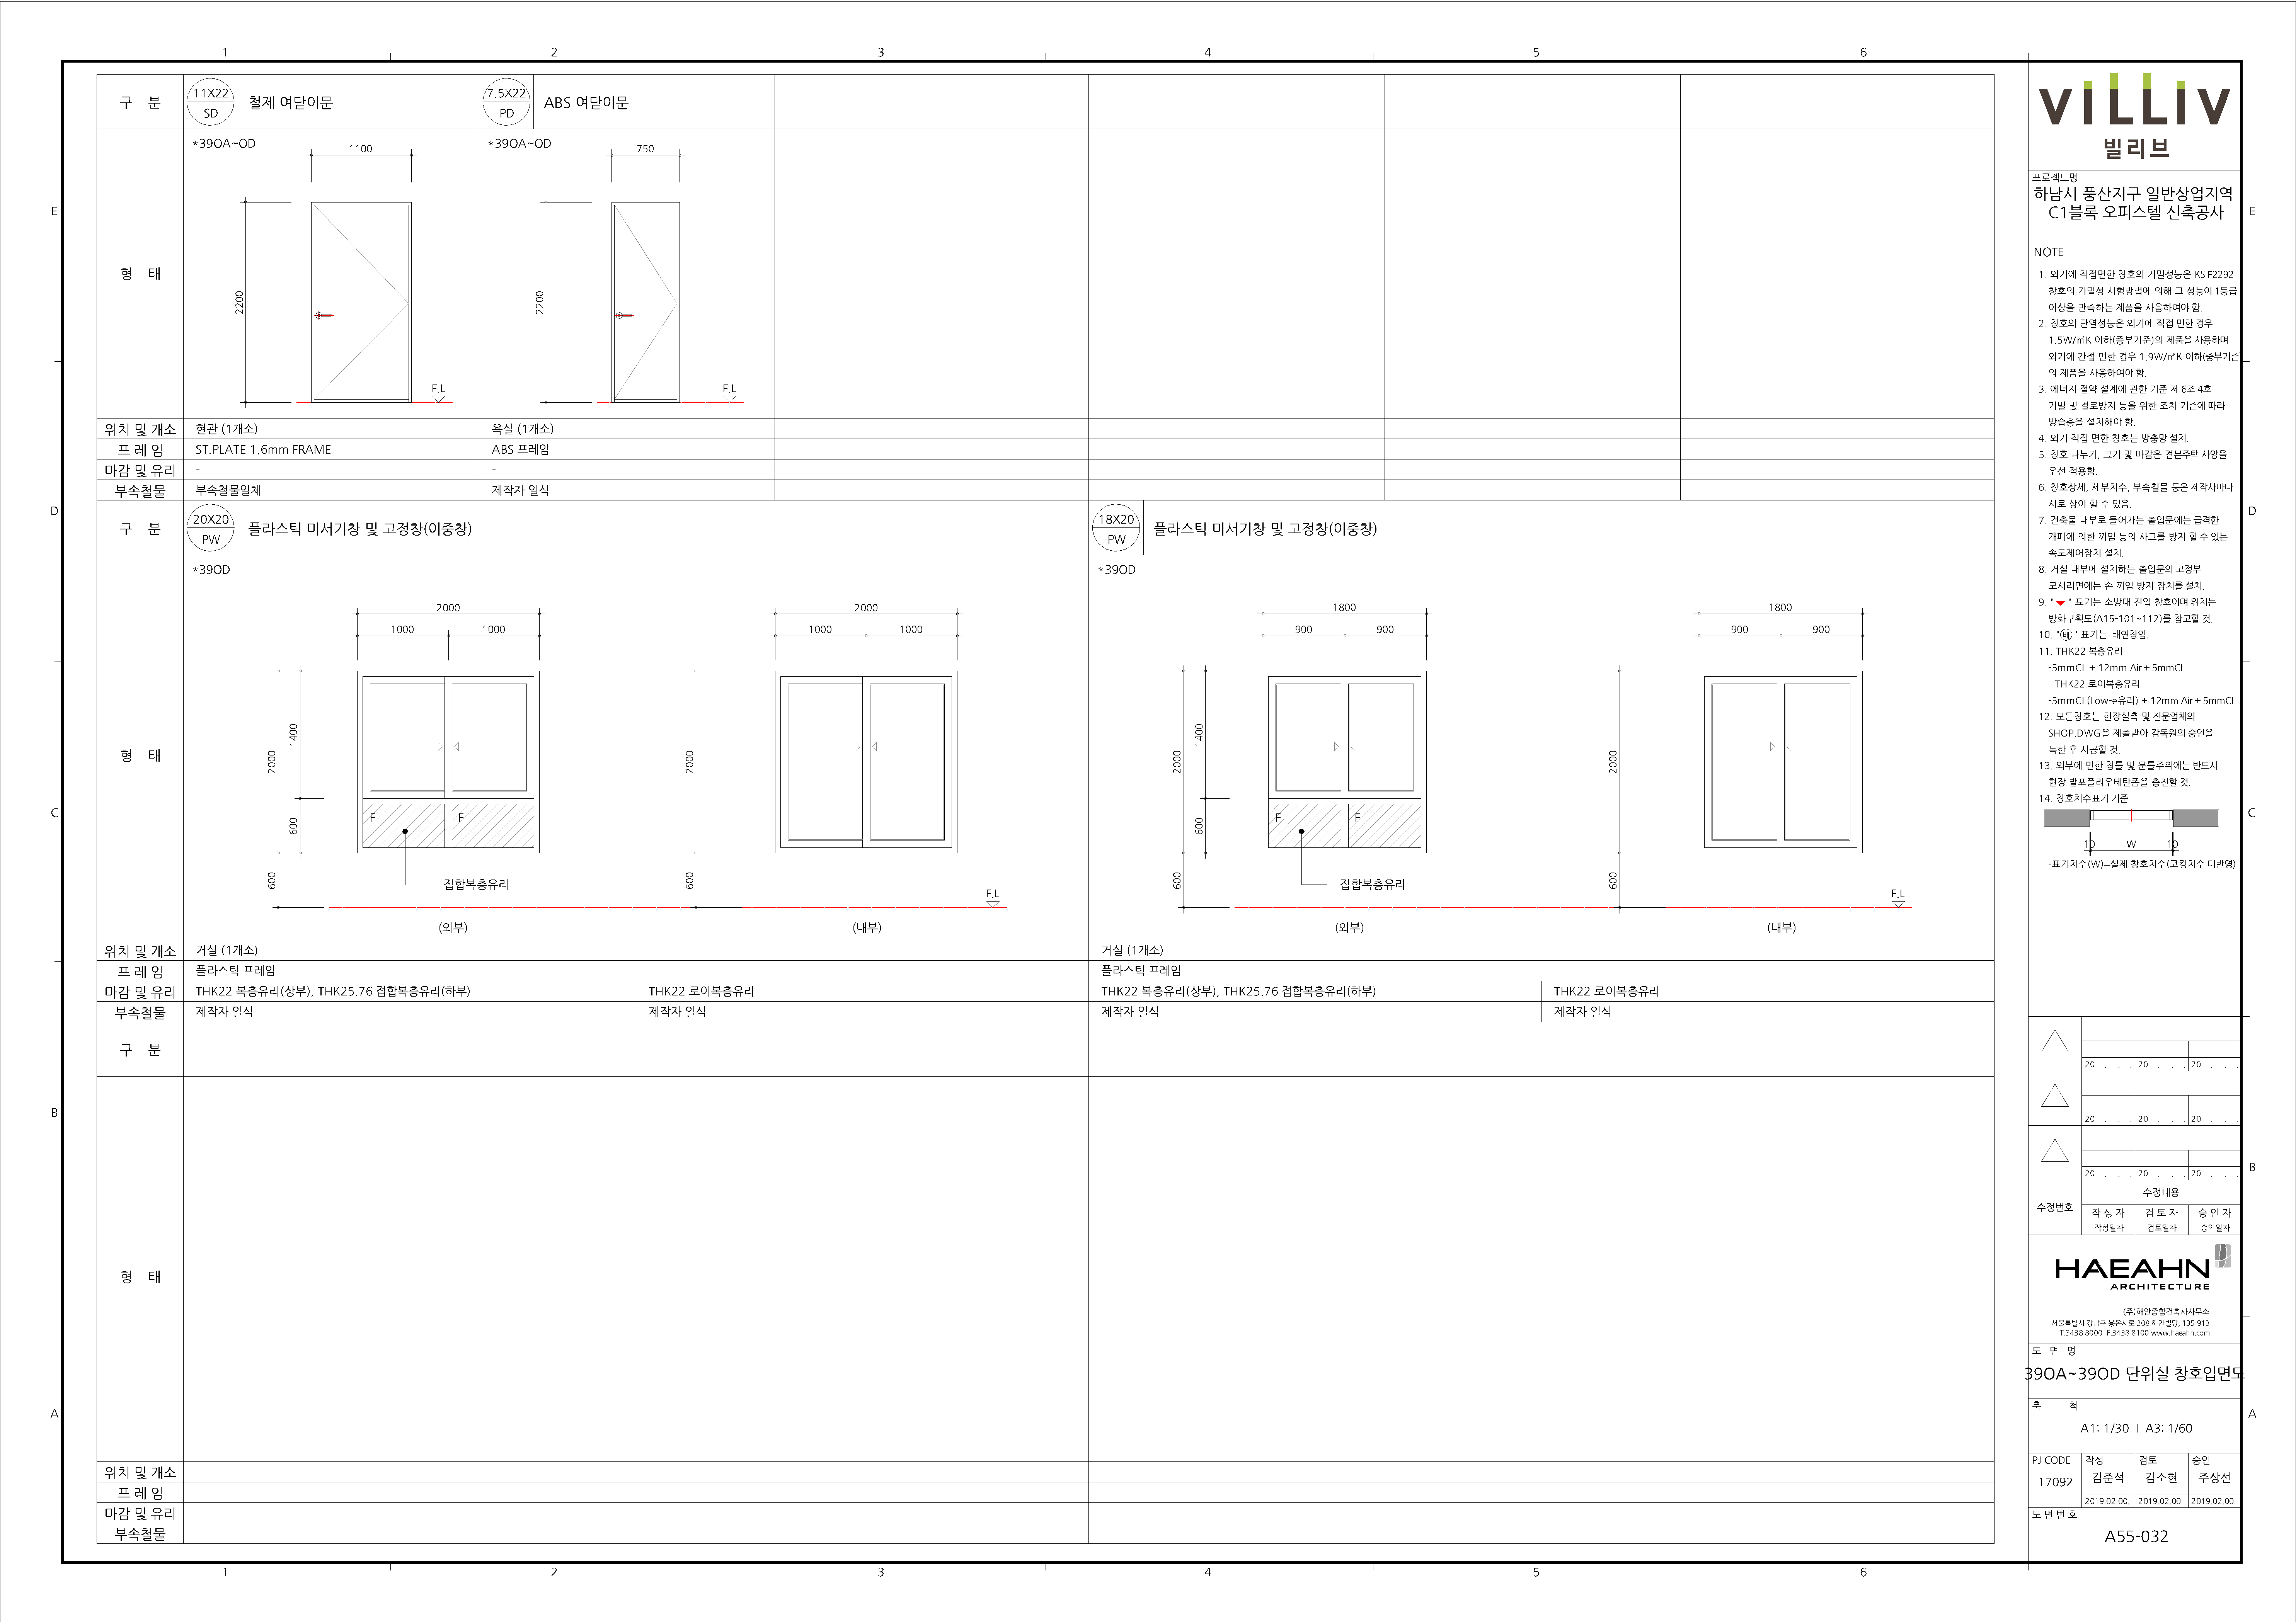 1 2 3 4 5 6
구 분
11X22
SD
철제 여닫이문
7.5X22
PD
ABS 여닫이문
형 태
*39OA~OD
1100
2200
F.L
*39OA~OD
750
2200
F.L
위치 및 개소 현관 (1개소) 욕실 (1개소)
프 레 임 ST.PLATE 1.6mm FRAME ABS 프레임
마감 및 유리 - -
부속철물 부속철물일체 제작자 일식
구 분
20X20
PW
플라스틱 미서기창 및 고정창(이중창)
18X20
PW
플라스틱 미서기창 및 고정창(이중창)
형 태
*39OD
2000
1000 1000
2000
1400
600
600
F F
접합복층유리
(외부)
2000
1000 1000
2000
600
F.L
(내부)
*39OD
1800
900 900
2000
1400
600
600
F F
접합복층유리
(외부)
1800
900 900
2000
600
F.L
(내부)
위치 및 개소 거실 (1개소) 거실 (1개소)
프 레 임 플라스틱 프레임 플라스틱 프레임
마감 및 유리 THK22 복층유리(상부), THK25.76 접합복층유리(하부) THK22 로이복층유리 THK22 복층유리(상부), THK25.76 접합복층유리(하부) THK22 로이복층유리
부속철물 제작자 일식 제작자 일식 제작자 일식 제작자 일식
구 분
형 태
위치 및 개소
프 레 임
마감 및 유리
부속철물
E
D
C
B
A
E
D
C
B
A
1 2 3 4 5 6
VILLIV
빌리브
프로젝트명
하남시 풍산지구 일반상업지역
C1블록 오피스텔 신축공사
NOTE
1. 외기에 직접면한 창호의 기밀성능은 KS F2292
창호의 기밀성 시험방법에 의해 그 성능이 1등급
이상을 만족하는 제품을 사용하여야 함.
2. 창호의 단열성능은 외기에 직접 면한 경우
1.5W/㎡K 이하(중부기준)의 제품을 사용하며
외기에 간접 면한 경우 1.9W/㎡K 이하(중부기준
의 제품을 사용하여야 함.
3. 에너지 절약 설계에 관한 기준 제 6조 4호
기밀 및 결로방지 등을 위한 조치 기준에 따라
방습층을 설치해야 함.
4. 외기 직접 면한 창호는 방충망 설치.
5. 창호 나누기, 크기 및 마감은 견본주택 사양을
우선 적용함.
6. 창호상세, 세부치수, 부속철물 등은 제작사마다
서로 상이 할 수 있음.
7. 건축물 내부로 들어가는 출입문에는 급격한
개폐에 의한 끼임 등의 사고를 방지 할 수 있는
속도제어장치 설치.
8. 거실 내부에 설치하는 출입문의 고정부
모서리면에는 손 끼임 방지 장치를 설치.
9. "▼" 표기는 소방대 진입 창호이며 위치는
방화구획도(A15-101~112)를 참고할 것.
10. "배" 표기는 배연창임.
11. THK22 복층유리
-5mmCL + 12mm Air + 5mmCL
THK22 로이복층유리
-5mmCL(Low-e유리) + 12mm Air + 5mmCL
12. 모든창호는 현장실측 및 전문업체의
SHOP.DWG을 제출받아 감독원의 승인을
득한 후 시공할 것.
13. 외부에 면한 창틀 및 문틀주위에는 반드시
현장 발포폴리우테탄폼을 충진할 것.
14. 창호치수표기 기준
10 W 10
-표기치수(W)=실제 창호치수(코킹치수 미반영)
20 . . . 20 . . . 20 . . .
20 . . . 20 . . . 20 . . .
20 . . . 20 . . . 20 . . .
수정번호
수정내용
작 성 자 검 토 자 승 인 자
작성일자 검토일자 승인일자
HAEAHN
ARCHITECTURE
(주)해안종합건축사사무소
서울특별시 강남구 봉은사로 208 해안빌딩, 135-913
T.3438 8000 F.3438 8100 www.haeahn.com
도 면 명
39OA~39OD 단위실 창호입면도
축 척
A1: 1/30 I A3: 1/60
PJ CODE 작성 검토 승인
17092 김준석 김소현 주상선
2019.02.00. 2019.02.00. 2019.02.00.
도 면 번 호
A55-032